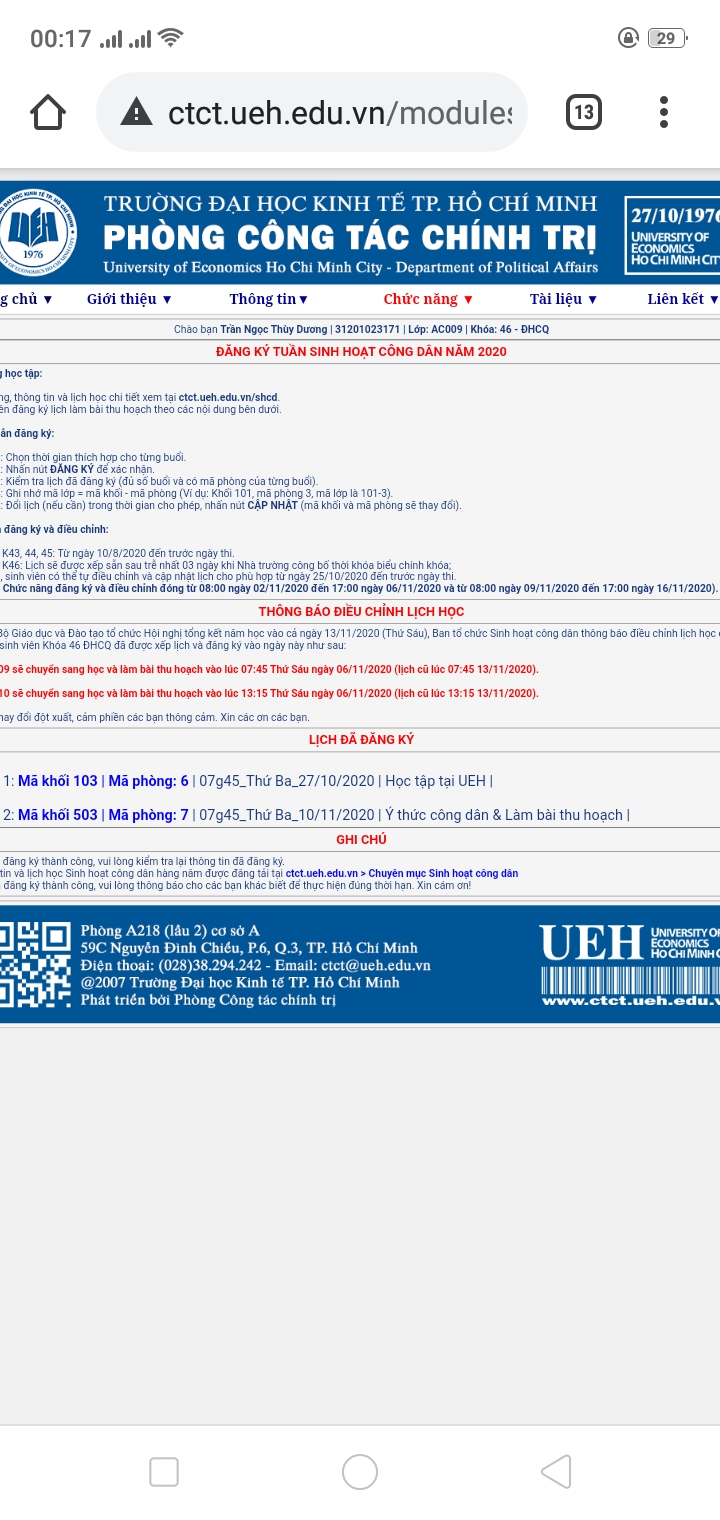 00:17
29
ctct.ueh.edu.vn/modules
13
UEH
1976
TRƯỜNG ĐẠI HỌC KINH TẾ TP. HỒ CHÍ MINH
PHÒNG CÔNG TÁC CHÍNH TRỊ
University of Economics Ho Chi Minh City - Department of Political Affairs
27/10/1976
UNIVERSITY OF
ECONOMICS
HO CHI MINH CITY
g chủ ▼ Giới thiệu ▼ Thông tin ▼ Chức năng ▼ Tài liệu ▼ Liên kết ▼
Chào bạn Trần Ngọc Thùy Dương | 31201023171 | Lớp: AC009 | Khóa: 46 - ĐHCQ
ĐĂNG KÝ TUẦN SINH HOẠT CÔNG DÂN NĂM 2020
g học tập:
ng, thông tin và lịch học chi tiết xem tại ctct.ueh.edu.vn/shcd.
ên đăng ký lịch làm bài thu hoạch theo các nội dung bên dưới.
ẫn đăng ký:
: Chọn thời gian thích hợp cho từng buổi.
: Nhấn nút ĐĂNG KÝ để xác nhận.
: Kiểm tra lịch đã đăng ký (đủ số buổi và có mã phòng của từng buổi).
: Ghi nhớ mã lớp = mã khối - mã phòng (Ví dụ: Khối 101, mã phòng 3, mã lớp là 101-3).
: Đổi lịch (nếu cần) trong thời gian cho phép, nhấn nút CẬP NHẬT (mã khối và mã phòng sẽ thay đổi).
đăng ký và điều chỉnh:
K43, 44, 45: Từ ngày 10/8/2020 đến trước ngày thi.
K46: Lịch sẽ được xếp sẵn sau trễ nhất 03 ngày khi Nhà trường công bố thời khóa biểu chính khóa;
, sinh viên có thể tự điều chỉnh và cập nhật lịch cho phù hợp từ ngày 25/10/2020 đến trước ngày thi.
Chức năng đăng ký và điều chỉnh đóng từ 08:00 ngày 02/11/2020 đến 17:00 ngày 06/11/2020 và từ 08:00 ngày 09/11/2020 đến 17:00 ngày 16/11/2020).
THÔNG BÁO ĐIỀU CHỈNH LỊCH HỌC
Bộ Giáo dục và Đào tạo tổ chức Hội nghị tổng kết năm học vào cả ngày 13/11/2020 (Thứ Sáu), Ban tổ chức Sinh hoạt công dân thông báo điều chỉnh lịch học
sinh viên Khóa 46 ĐHCQ đã được xếp lịch và đăng ký vào ngày này như sau:
09 sẽ chuyển sang học và làm bài thu hoạch vào lúc 07:45 Thứ Sáu ngày 06/11/2020 (lịch cũ lúc 07:45 13/11/2020).
10 sẽ chuyển sang học và làm bài thu hoạch vào lúc 13:15 Thứ Sáu ngày 06/11/2020 (lịch cũ lúc 13:15 13/11/2020).
hay đổi đột xuất, cảm phiền các bạn thông cảm. Xin các ơn các bạn.
LỊCH ĐÃ ĐĂNG KÝ
1: Mã khối 103 | Mã phòng: 6 | 07g45_Thứ Ba_27/10/2020 | Học tập tại UEH |
2: Mã khối 503 | Mã phòng: 7 | 07g45_Thứ Ba_10/11/2020 | Ý thức công dân & Làm bài thu hoạch |
GHI CHÚ
đăng ký thành công, vui lòng kiểm tra lại thông tin đã đăng ký.
tin và lịch học Sinh hoạt công dân hàng năm được đăng tải tại ctct.ueh.edu.vn > Chuyên mục Sinh hoạt công dân
đăng ký thành công, vui lòng thông báo cho các bạn khác biết để thực hiện đúng thời hạn. Xin cám ơn!
Phòng A218 (lầu 2) cơ sở A
59C Nguyễn Đình Chiểu, P.6, Q.3, TP. Hồ Chí Minh
Điện thoại: (028)38.294.242 - Email: ctct@ueh.edu.vn
@2007 Trường Đại học Kinh tế TP. Hồ Chí Minh
Phát triển bởi Phòng Công tác chính trị
UEH
UNIVERSITY OF
ECONOMICS
HO CHI MINH C
www.ctct.ueh.edu.v